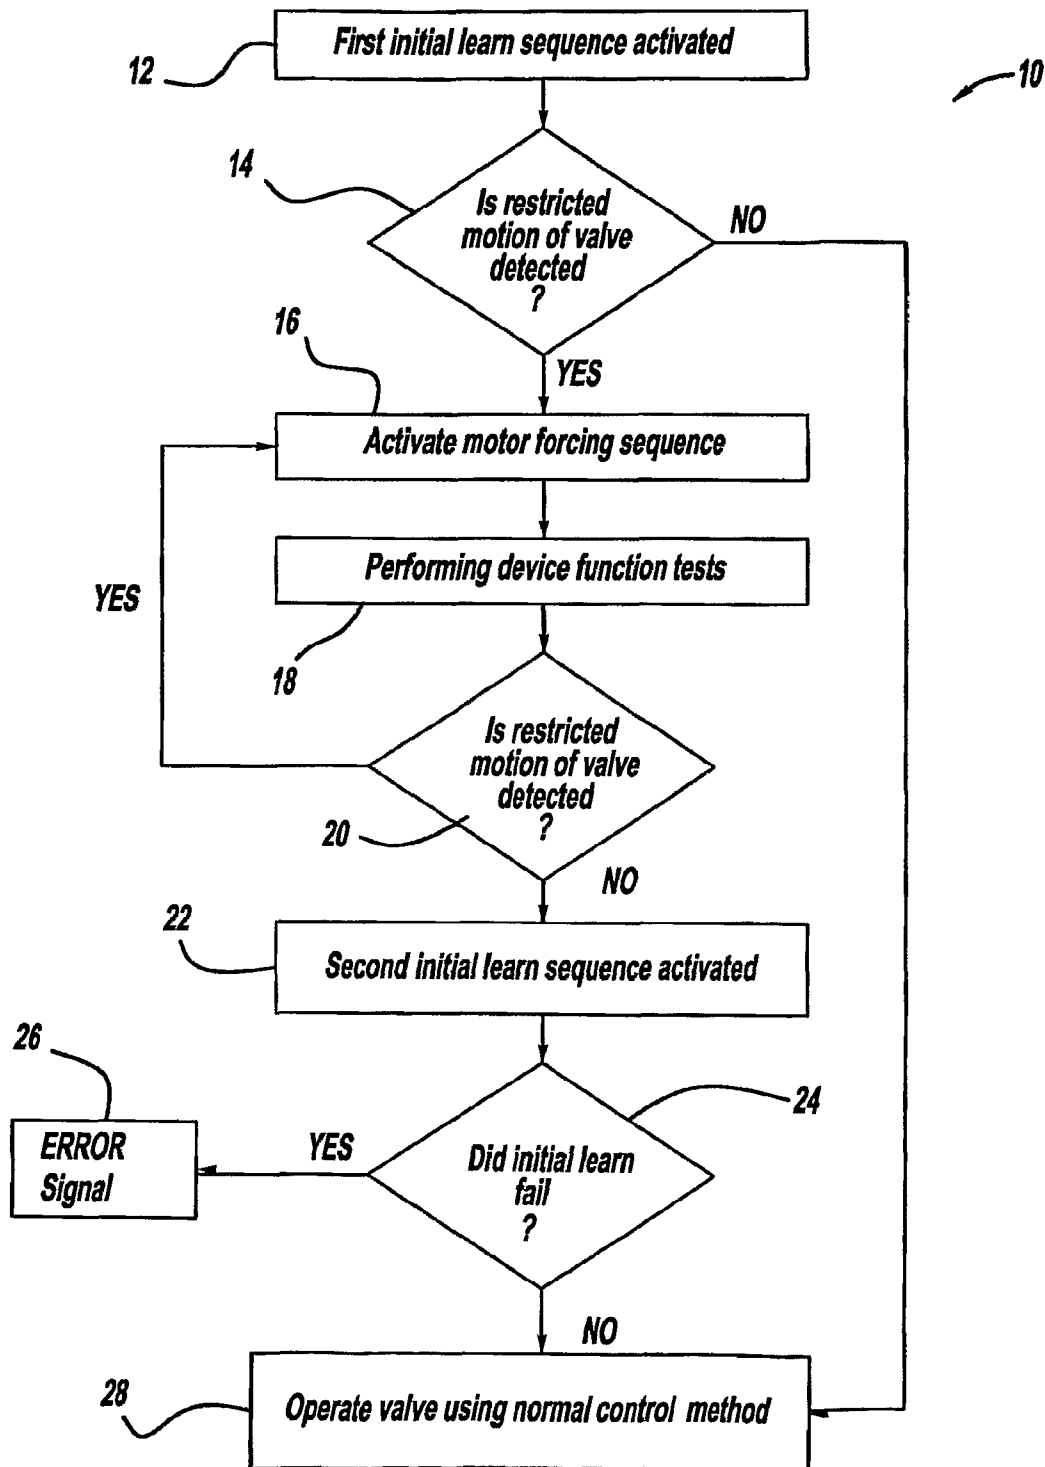 First initial learn sequence activated
12
10
14
Is restricted
motion of valve
detected
?
NO
16
YES
Activate motor forcing sequence
Performing device function tests
YES
18
Is restricted
motion of valve
detected
?
20
NO
22
Second initial learn sequence activated
26
24
ERROR
Signal
YES
Did initial learn
fail
?
NO
28
Operate valve using normal control method